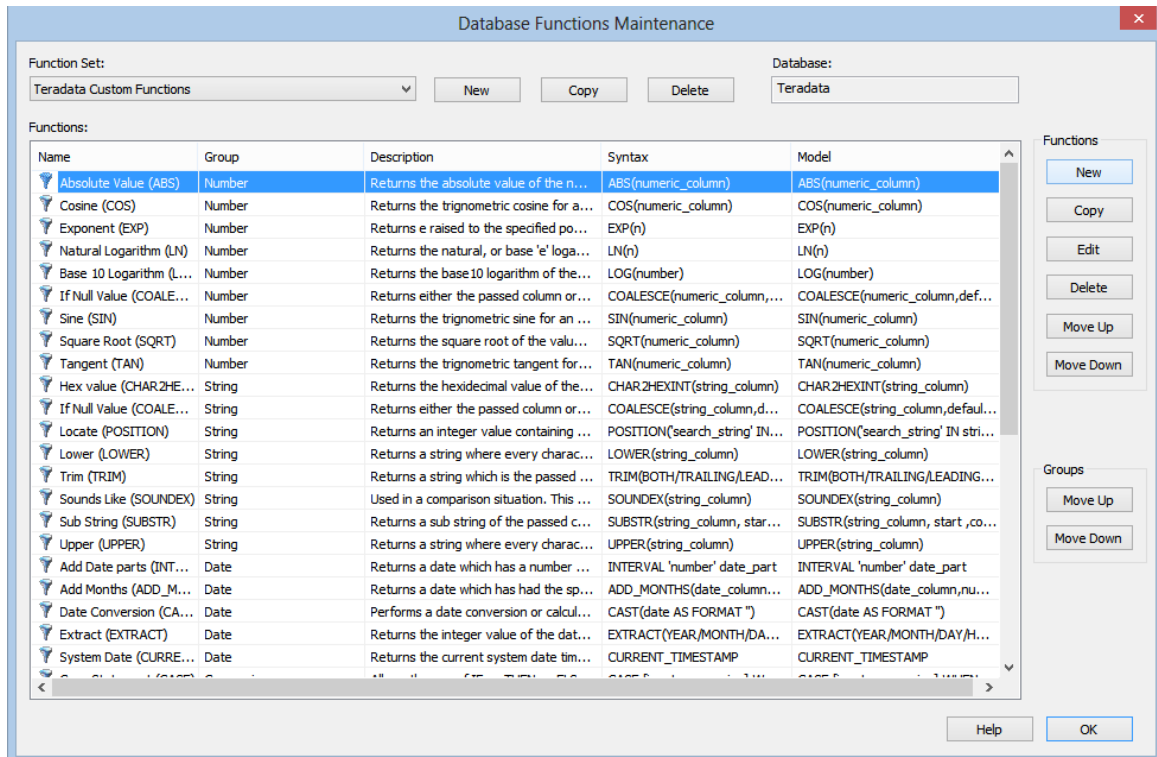 Database Functions Maintenance
Function Set: Database:
Teradata Custom Functions New Copy Delete Teradata
Functions:
Functions
Name Group Description Syntax Model
Absolute Value (ABS) Number Returns the absolute value of the n... ABS(numeric_column) ABS(numeric_column) New
Cosine (COS) Number Returns the trignometric cosine for a... COS(numeric_column) COS(numeric_column) Copy
Exponent (EXP) Number Returns e raised to the specified po... EXP(n) EXP(n)
Natural Logarithm (LN) Number Returns the natural, or base 'e' loga... LN(n) LN(n) Edit
Base 10 Logarithm (L... Number Returns the base10 logarithm of the... LOG(number) LOG(number)
If Null Value (COALE... Number Returns either the passed column or... COALESCE(numeric_column,... COALESCE(numeric_column,def... Delete
Sine (SIN) Number Returns the trignometric sine for an ... SIN(numeric_column) SIN(numeric_column) Move Up
Square Root (SQRT) Number Returns the square root of the valu... SQRT(numeric_column) SQRT(numeric_column)
Tangent (TAN) Number Returns the trignometric tangent for... TAN(numeric_column) TAN(numeric_column) Move Down
Hex value (CHAR2HE... String Returns the hexidecimal value of the... CHAR2HEXINT(string_column) CHAR2HEXINT(string_column)
If Null Value (COALE... String Returns either the passed column or... COALESCE(string_column,d... COALESCE(string_column,defaul...
Locate (POSITION) String Returns an integer value containing ... POSITION('search_string' IN... POSITION('search_string' IN stri...
Lower (LOWER) String Returns a string where every charac... LOWER(string_column) LOWER(string_column)
Trim (TRIM) String Returns a string which is the passed ... TRIM(BOTH/TRAILING/LEAD... TRIM(BOTH/TRAILING/LEADING... Groups
Sounds Like (SOUNDEX) String Used in a comparison situation. This ... SOUNDEX(string_column) SOUNDEX(string_column) Move Up
Sub String (SUBSTR) String Returns a sub string of the passed c... SUBSTR(string_column, star... SUBSTR(string_column, start ,co...
Upper (UPPER) String Returns a string where every charac... UPPER(string_column) UPPER(string_column) Move Down
Add Date parts (INT... Date Returns a date which has a number ... INTERVAL 'number' date_part INTERVAL 'number' date_part
Add Months (ADD_M... Date Returns a date which has had the sp... ADD_MONTHS(date_column... ADD_MONTHS(date_column,nu...
Date Conversion (CA... Date Performs a date conversion or calcul... CAST(date AS FORMAT '') CAST(date AS FORMAT '')
Extract (EXTRACT) Date Returns the integer value of the dat... EXTRACT(YEAR/MONTH/DA... EXTRACT(YEAR/MONTH/DAY/H...
System Date (CURRE... Date Returns the current system date tim... CURRENT_TIMESTAMP CURRENT_TIMESTAMP
Help OK